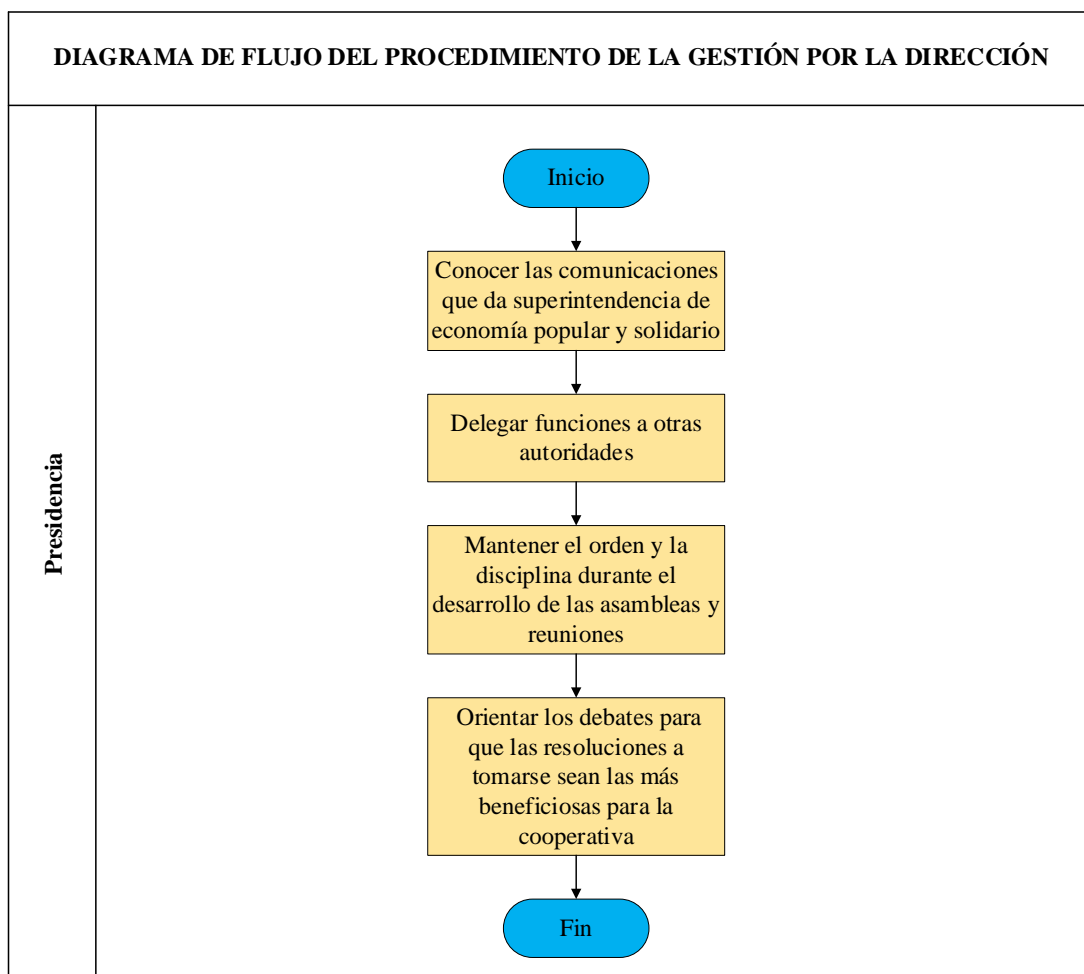 DIAGRAMA DE FLUJO DEL PROCEDIMIENTO DE LA GESTIÓN POR LA DIRECCIÓN
Presidencia
Inicio
Conocer las comunicaciones
que da superintendencia de
economía popular y solidario
Delegar funciones a otras
autoridades
Mantener el orden y la
disciplina durante el
desarrollo de las asambleas y
reuniones
Orientar los debates para
que las resoluciones a
tomarse sean las más
beneficiosas para la
cooperativa
Fin